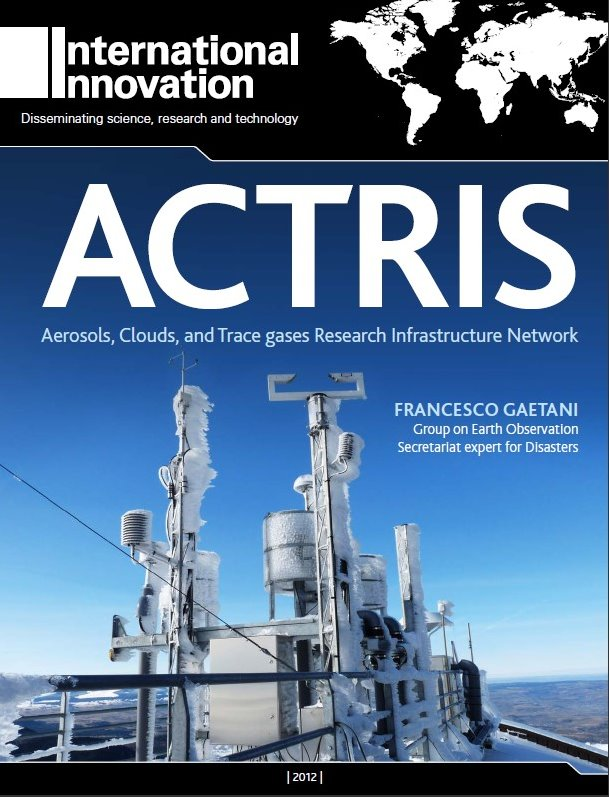 International
Innovation
Disseminating science, research and technology
ACTRIS
Aerosols, Clouds, and Trace gases Research Infrastructure Network
FRANCESCO GAETANI
Group on Earth Observation
Secretariat expert for Disasters
| 2012 |